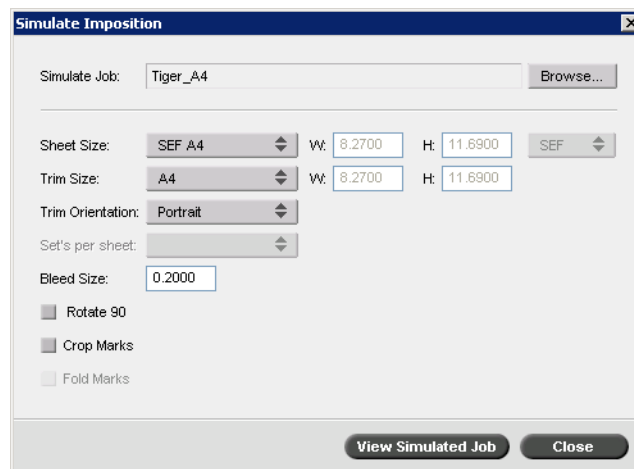 Simulate Imposition
Simulate Job: Tiger_A4 Browse...
Sheet Size: SEF A4 W: 8.2700 H: 11.6900 SEF
Trim Size: A4 W: 8.2700 H: 11.6900
Trim Orientation: Portrait
Set's per sheet:
Bleed Size: 0.2000
Rotate 90
Crop Marks
Fold Marks
View Simulated Job Close